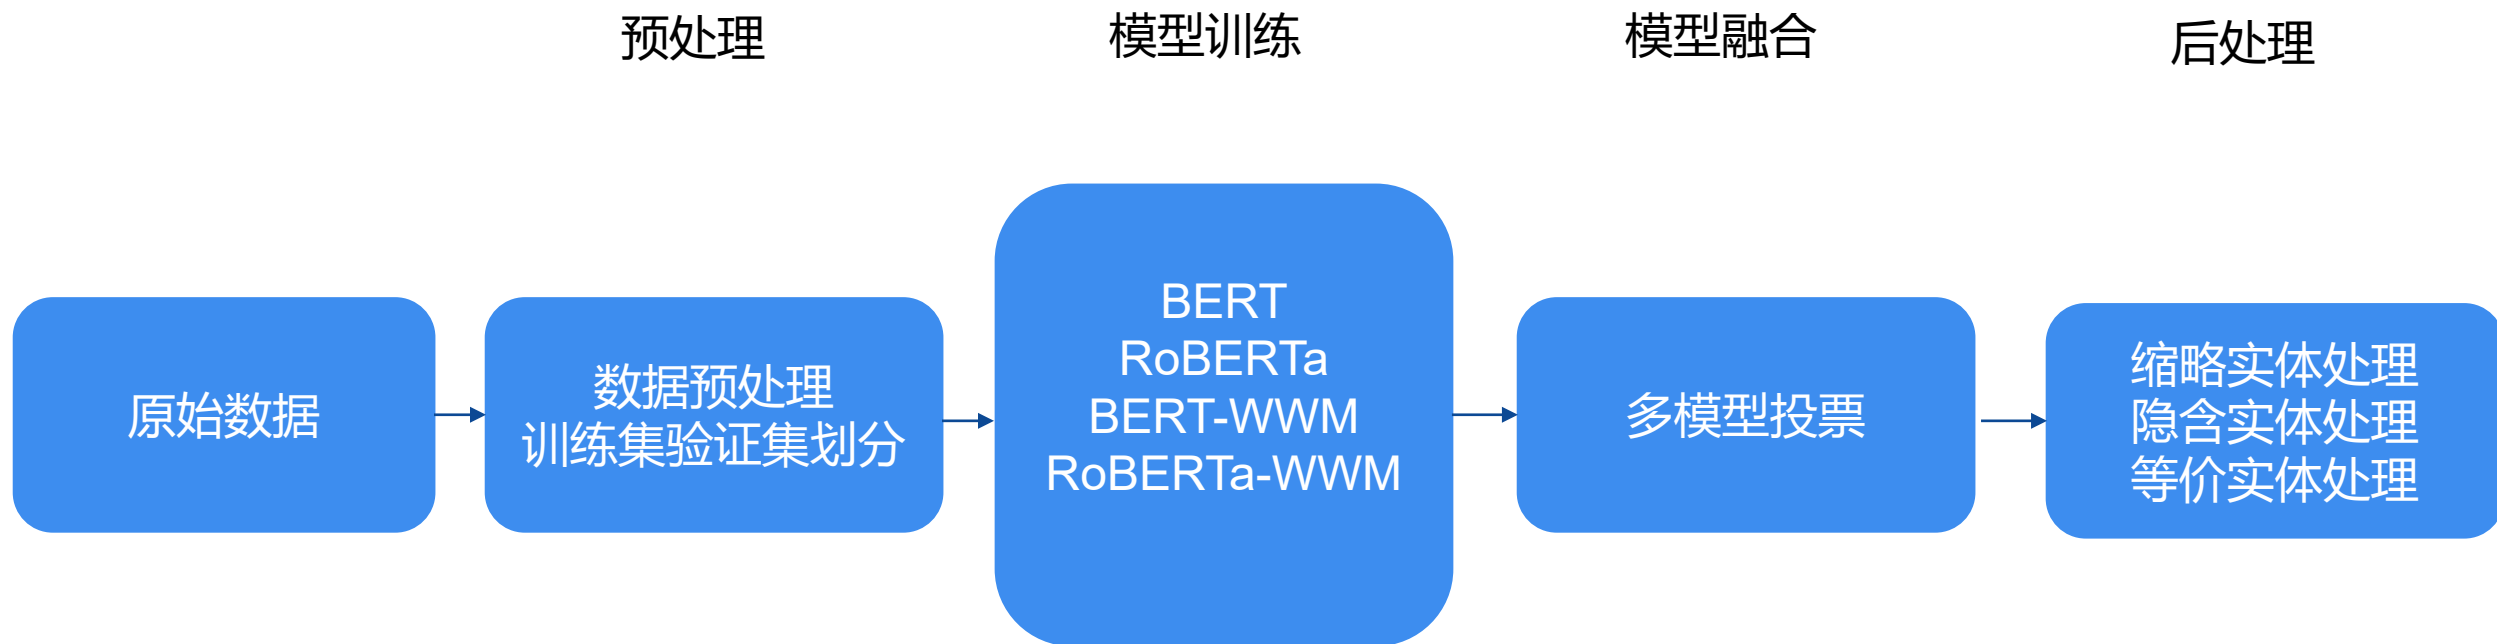 预处理
模型训练
模型融合
后处理
原始数据
数据预处理
训练集验证集划分
BERT
RoBERTa
BERT-WWM
RoBERTa-WWM
多模型投票
缩略实体处理
隐含实体处理
等价实体处理